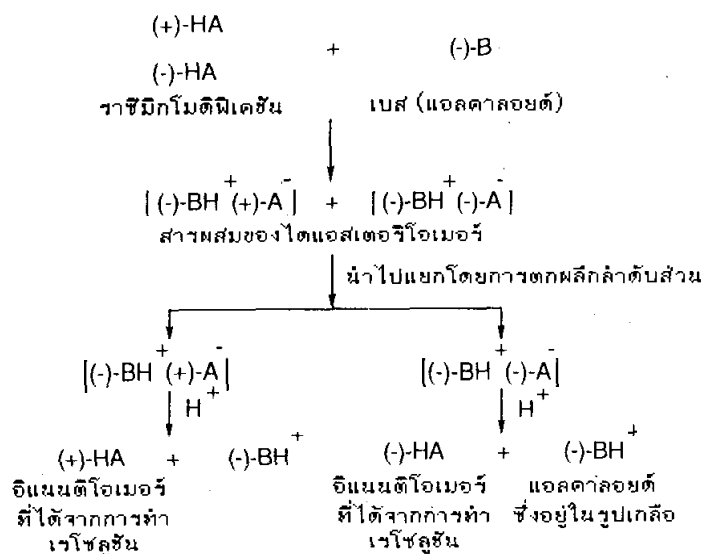 (+)-HA
+ (-)-B
(-)-HA
ราซีมิกโมดิฟิเคชัน เบส (แอลคาลอยด์)
[(-)-BH⁺(+)-A⁻] + [(-)-BH⁺(-)-A⁻]
สารผสมของไดแอสเตอริโอเมอร์
นำไปแยกโดยการตกผลึกลำดับส่วน
[(-)-BH⁺(+)-A⁻] [(-)-BH⁺(-)-A⁻]
H⁺ H⁺
(+)-HA + (-)-BH⁺ (-)-HA + (-)-BH⁺
อิแนนติโอเมอร์ อิแนนติโอเมอร์ แอลคาลอยด์
ที่ได้จากการทำ ที่ได้จากการทำ ซึ่งอยู่ในรูปเกลือ
เรโซลูชัน เรโซลูชัน